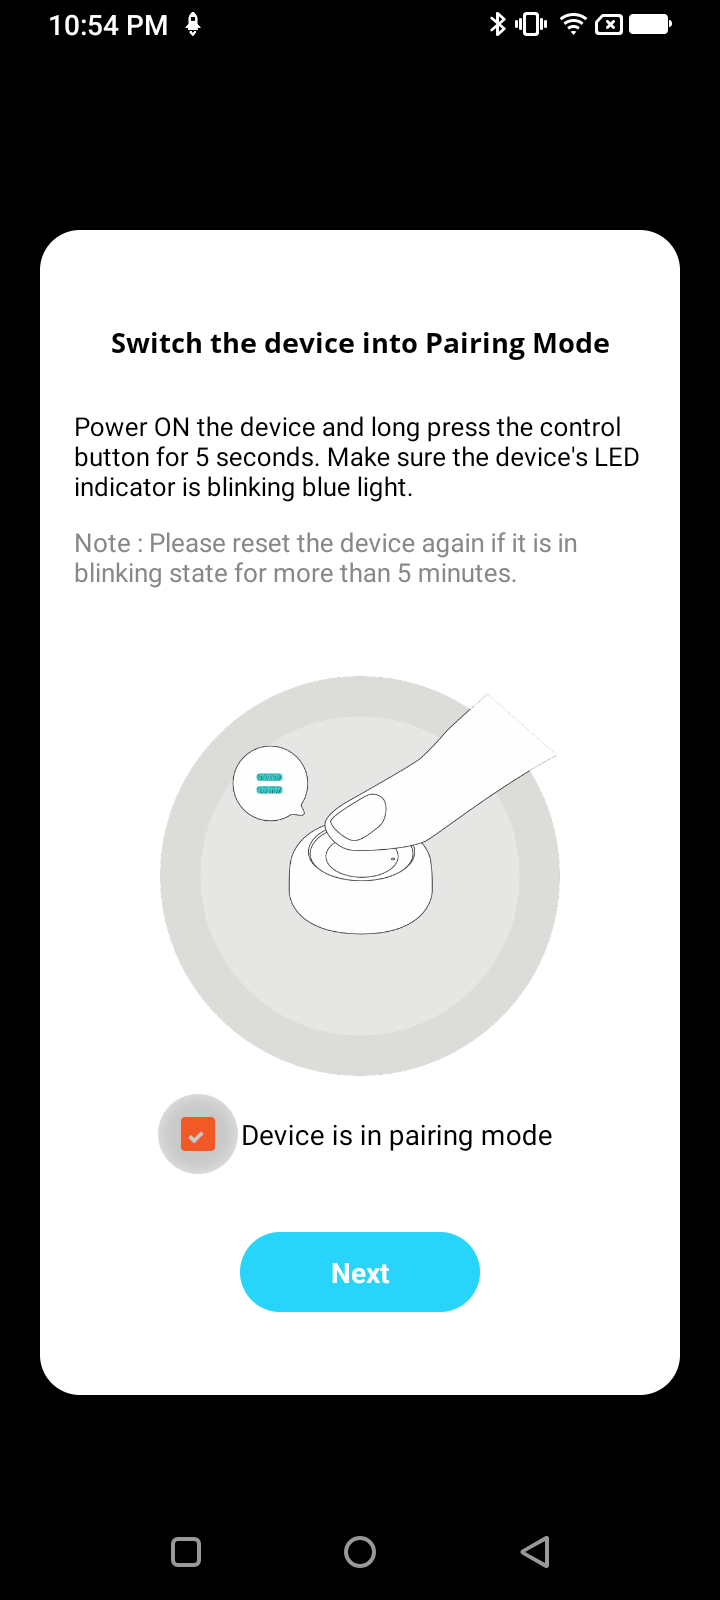 10:54 PM
Switch the device into Pairing Mode
Power ON the device and long press the control
button for 5 seconds. Make sure the device's LED
indicator is blinking blue light.
Note : Please reset the device again if it is in
blinking state for more than 5 minutes.
Device is in pairing mode
Next